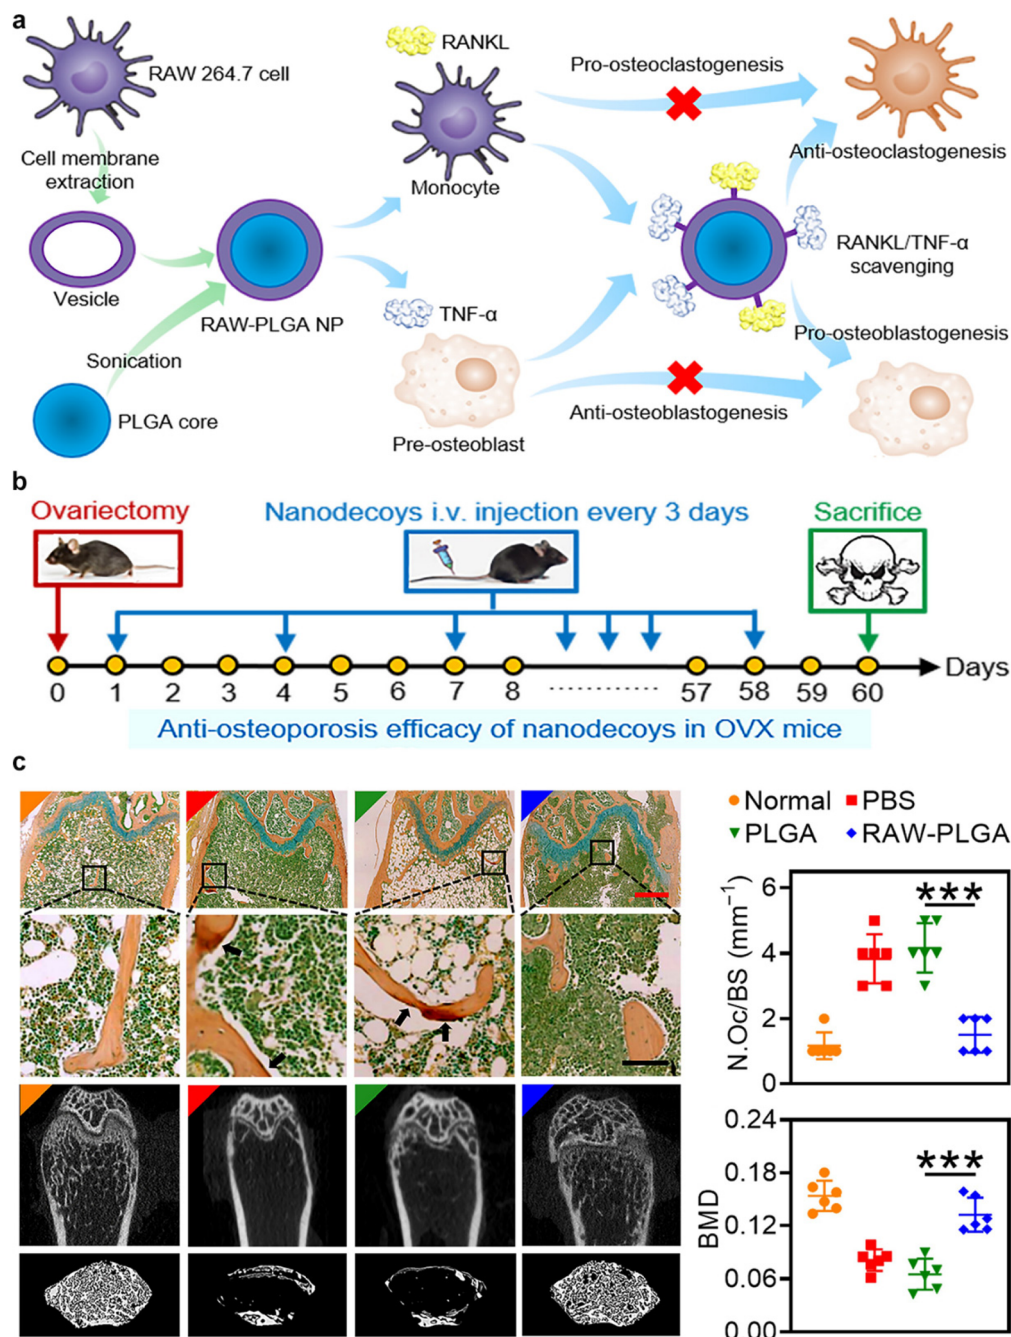 a
RAW 264.7 cell
Cell membrane
extraction
Vesicle
Sonication
PLGA core
RAW-PLGA NP
RANKL
Monocyte
TNF-α
Pre-osteoblast
Pro-osteoclastogenesis
Anti-osteoclastogenesis
RANKL/TNF-α
scavenging
Pro-osteoblastogenesis
Anti-osteoblastogenesis
b
Ovariectomy
Nanodecoys i.v. injection every 3 days
Sacrifice
0 1 2 3 4 5 6 7 8 ............... 57 58 59 60
Days
Anti-osteoporosis efficacy of nanodecoys in OVX mice
c
Normal PBS
PLGA RAW-PLGA
N.Oc/BS (mm⁻¹)
6
4
2
0
***
BMD
0.24
0.18
0.12
0.06
0.00
***